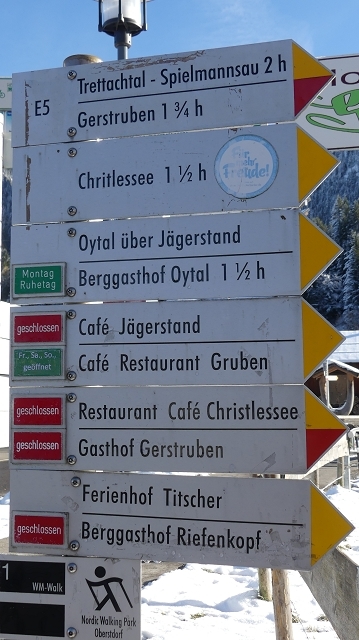 E5
Trettachtal - Spielmannsau 2 h
Gerstruben 1 ¾ h
Chritlessee 1 ½ h
Für mehr Freude!
Oytal über Jägerstand
Montag Ruhetag
Berggasthof Oytal 1 ½ h
geschlossen
Café Jägerstand
Fr., Sa., So., geöffnet
Café Restaurant Gruben
geschlossen
Restaurant Café Christlessee
geschlossen
Gasthof Gerstruben
Ferienhof Titscher
geschlossen
Berggasthof Riefenkopf
1
WM-Walk
Nordic Walking Park
Oberstdorf